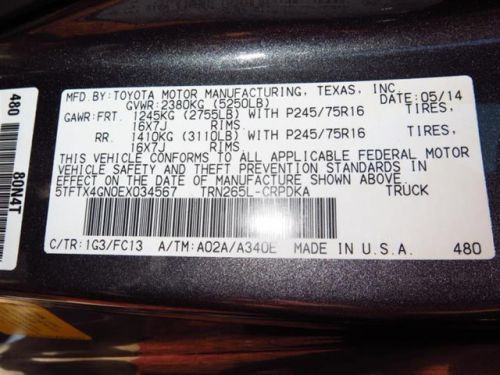 MFD BY: TOYOTA MOTOR MANUFACTURING, TEXAS, INC.
GVWR: 2380KG (5250LB) DATE: 05/14
GAWR: FRT. 1245KG (2755LB) WITH P245/75R16 TIRES,
16X7J RIMS
RR. 1410KG (3110LB) WITH P245/75R16 TIRES,
16X7J RIMS
THIS VEHICLE CONFORMS TO ALL APPLICABLE FEDERAL MOTOR
VEHICLE SAFETY AND THEFT PREVENTION STANDARDS IN
EFFECT ON THE DATE OF MANUFACTURE SHOWN ABOVE.
5TFTX4GN0EX034567 TRN265L-CRPDKA TRUCK
C/TR: 1G3/FC13 A/TM: A02A/A340E MADE IN U.S.A. 480
480
80N4T